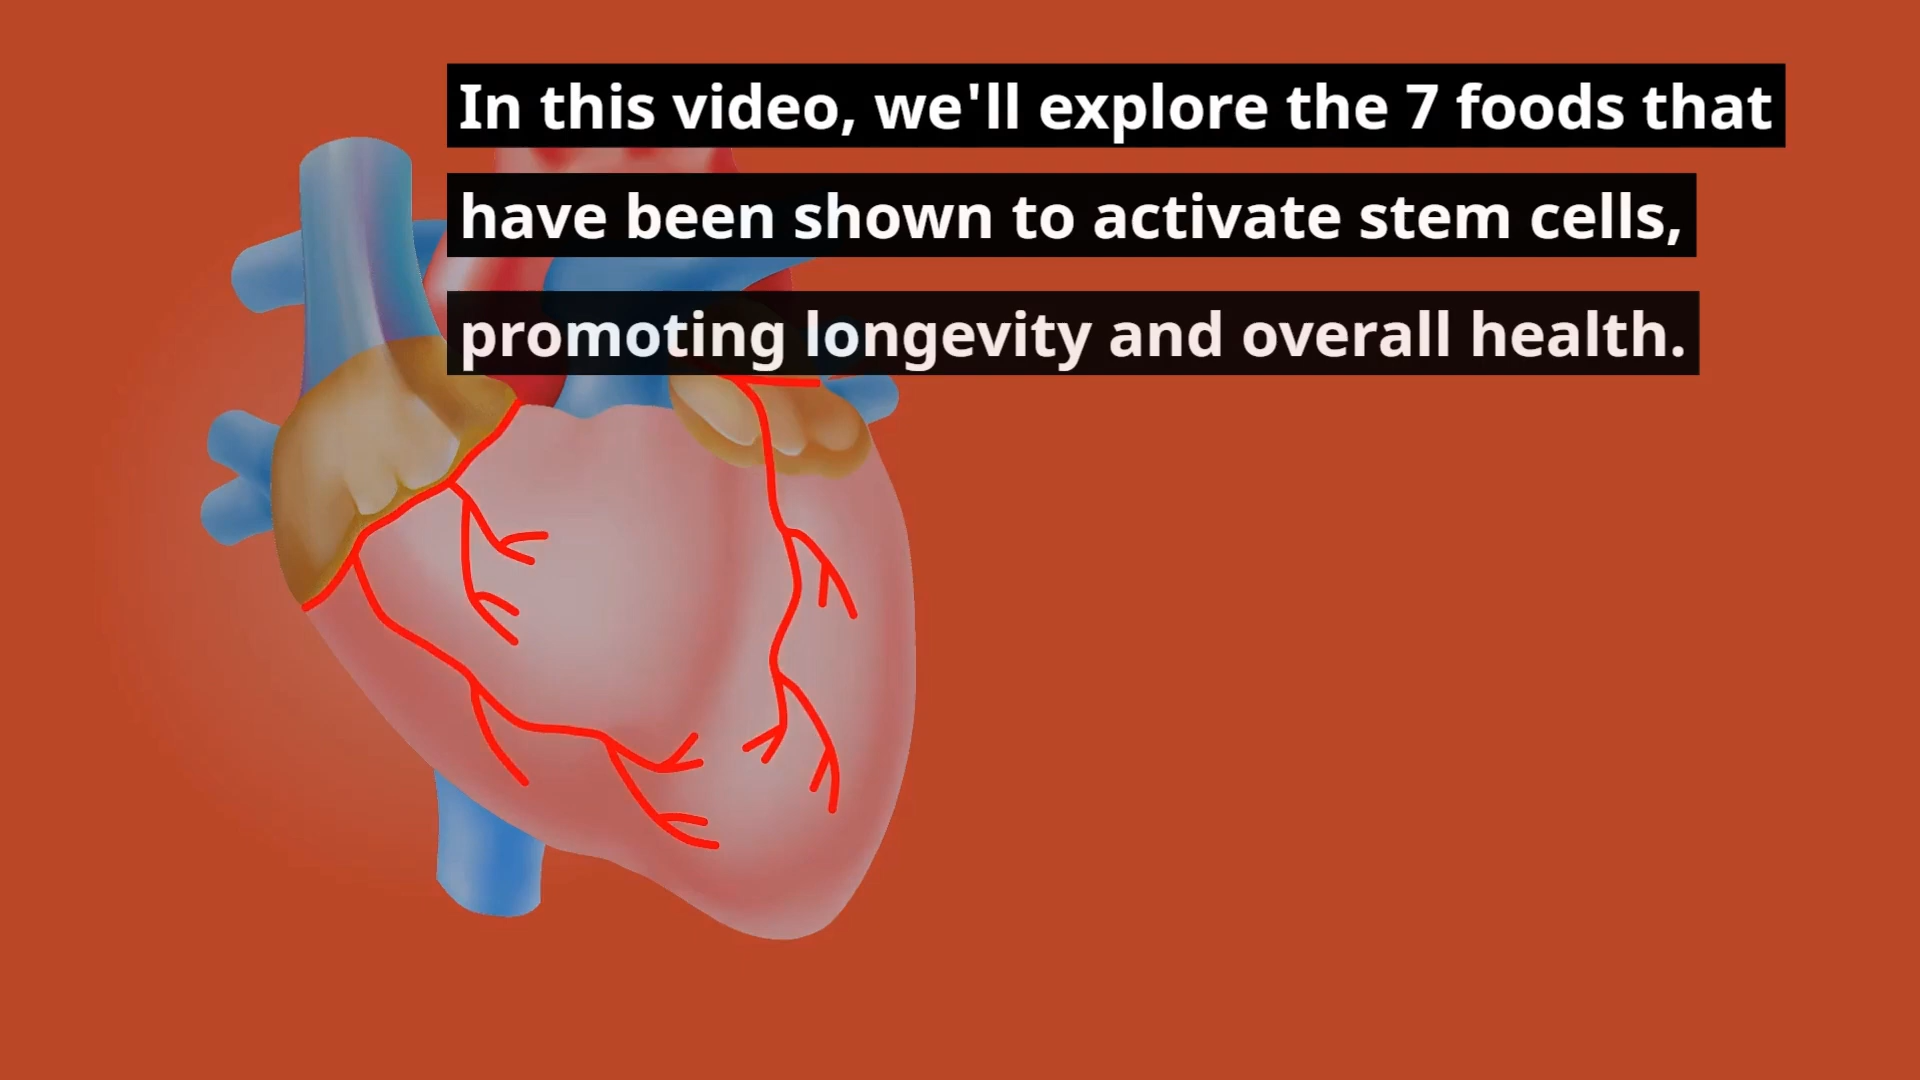 In this video, we'll explore the 7 foods that
have been shown to activate stem cells,
promoting longevity and overall health.